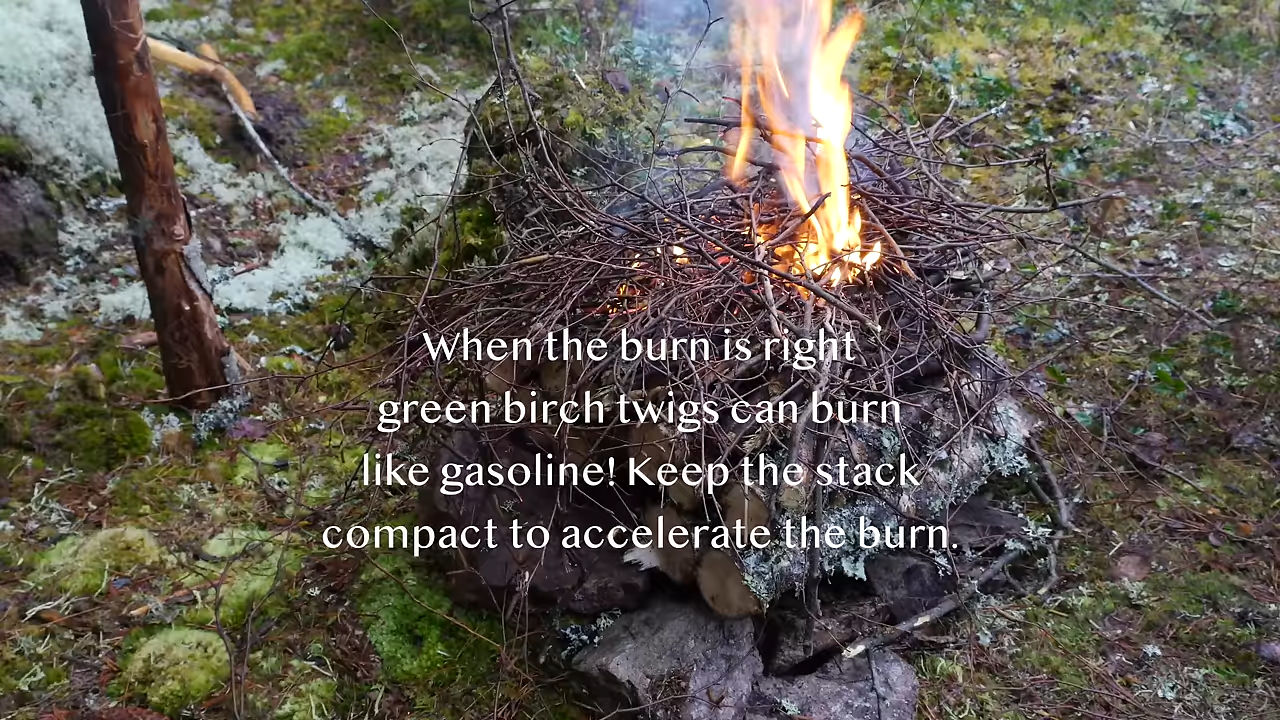 When the burn is right
green birch twigs can burn
like gasoline! Keep the stack
compact to accelerate the burn.